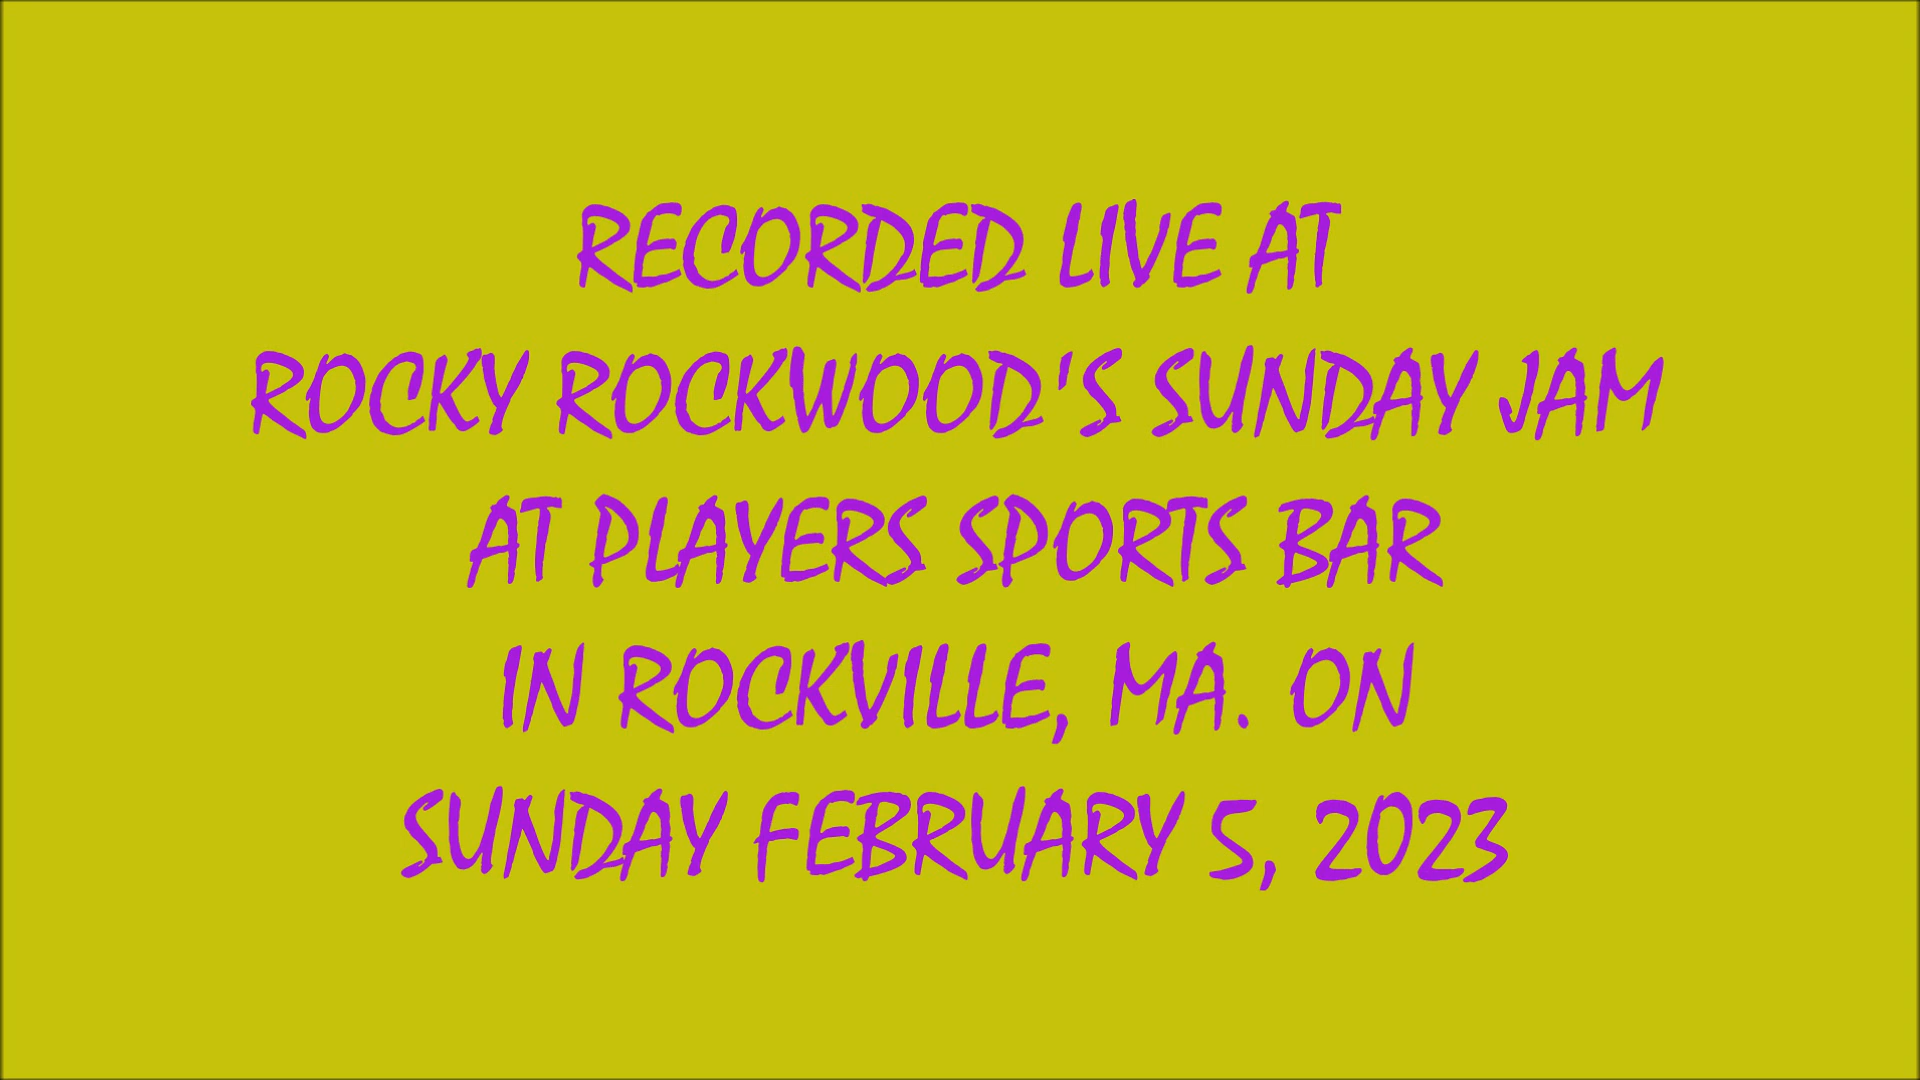 RECORDED LIVE AT
ROCKY ROCKWOOD'S SUNDAY JAM
AT PLAYERS SPORTS BAR
IN ROCKVILLE, MA. ON
SUNDAY FEBRUARY 5, 2023